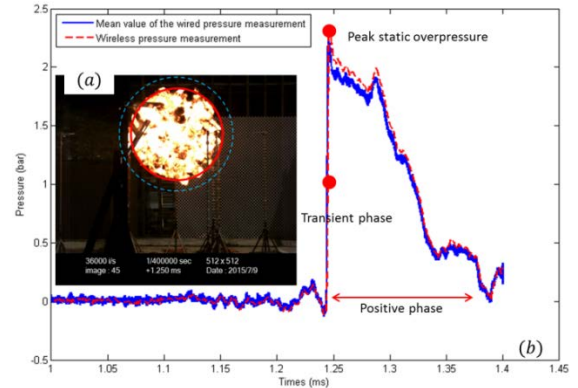 Mean value of the wired pressure measurement
Wireless pressure measurement
(a)
36000 i/s 1/400000 sec 512 x 512
image : 45 +1.250 ms Date : 2015/7/9
Peak static overpressure
Transient phase
Positive phase
(b)
Pressure (bar)
2.5
2
1.5
1
0.5
0
-0.5
1 1.05 1.1 1.15 1.2 1.25 1.3 1.35 1.4 1.45
Times (ms)